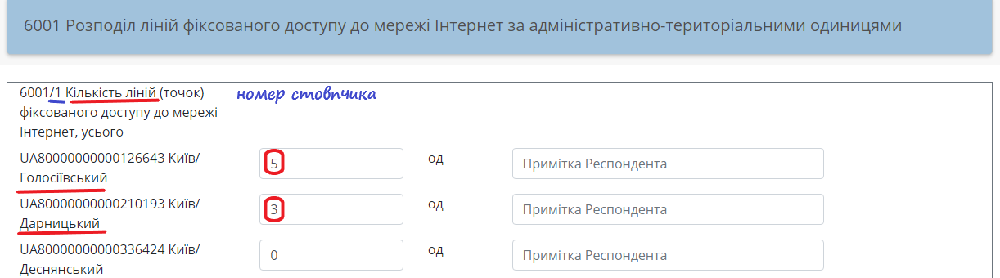 6001 Розподіл ліній фіксованого доступу до мережі Інтернет за адміністративно-територіальними одиницями
6001/1 Кількість ліній (точок)
фіксованого доступу до мережі
Інтернет, усього
номер стовпчика
UA80000000000126643 Київ/
Голосіївський
5
од
Примітка Респондента
UA80000000000210193 Київ/
Дарницький
3
од
Примітка Респондента
UA80000000000336424 Київ/
Деснянський
0
од
Примітка Респондента